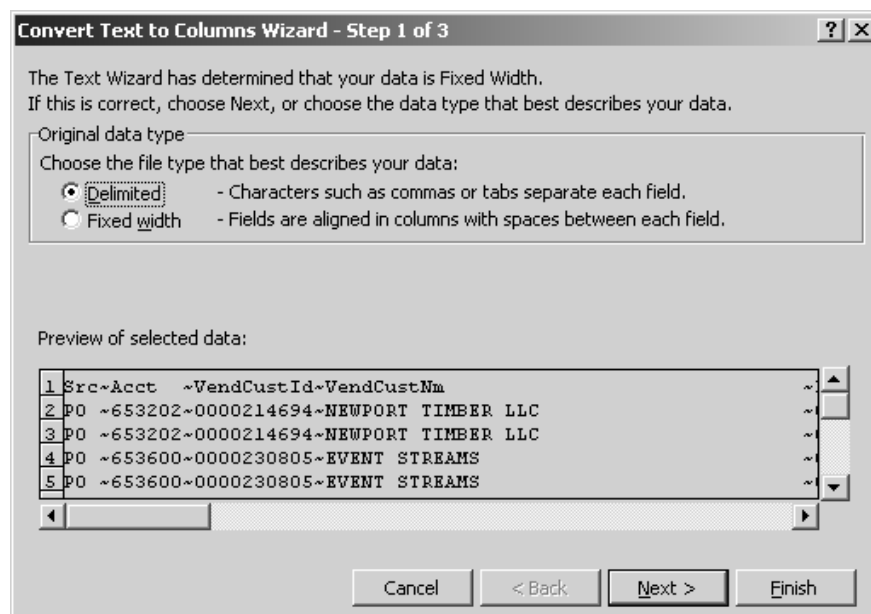 Convert Text to Columns Wizard - Step 1 of 3
The Text Wizard has determined that your data is Fixed Width.
If this is correct, choose Next, or choose the data type that best describes your data.
Original data type
Choose the file type that best describes your data:
Delimited - Characters such as commas or tabs separate each field.
Fixed width - Fields are aligned in columns with spaces between each field.
Preview of selected data:
1 Src~Acct  ~VendCustId~VendCustNm ~
2 PO ~653202~0000214694~NEWPORT TIMBER LLC ~
3 PO ~653202~0000214694~NEWPORT TIMBER LLC ~
4 PO ~653600~0000230805~EVENT STREAMS ~
5 PO ~653600~0000230805~EVENT STREAMS ~
Cancel < Back Next > Finish